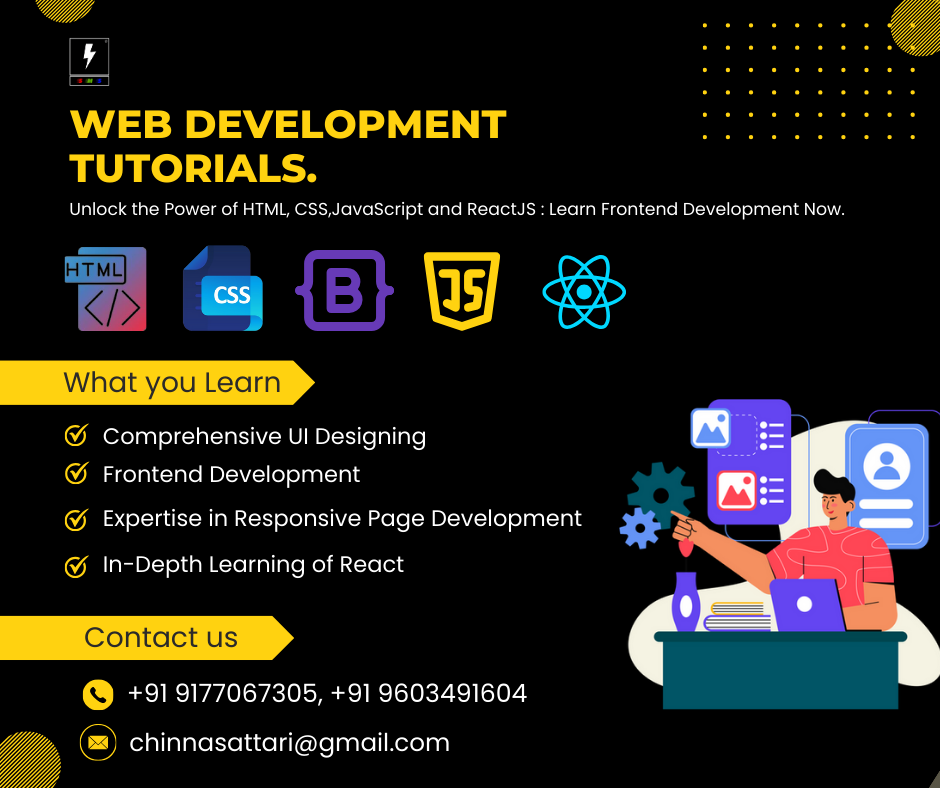 WEB DEVELOPMENT
TUTORIALS.
Unlock the Power of HTML, CSS,JavaScript and ReactJS : Learn Frontend Development Now.
HTML
CSS
B
JS
What you Learn
Comprehensive UI Designing
Frontend Development
Expertise in Responsive Page Development
In-Depth Learning of React
Contact us
+91 9177067305, +91 9603491604
chinnasattari@gmail.com